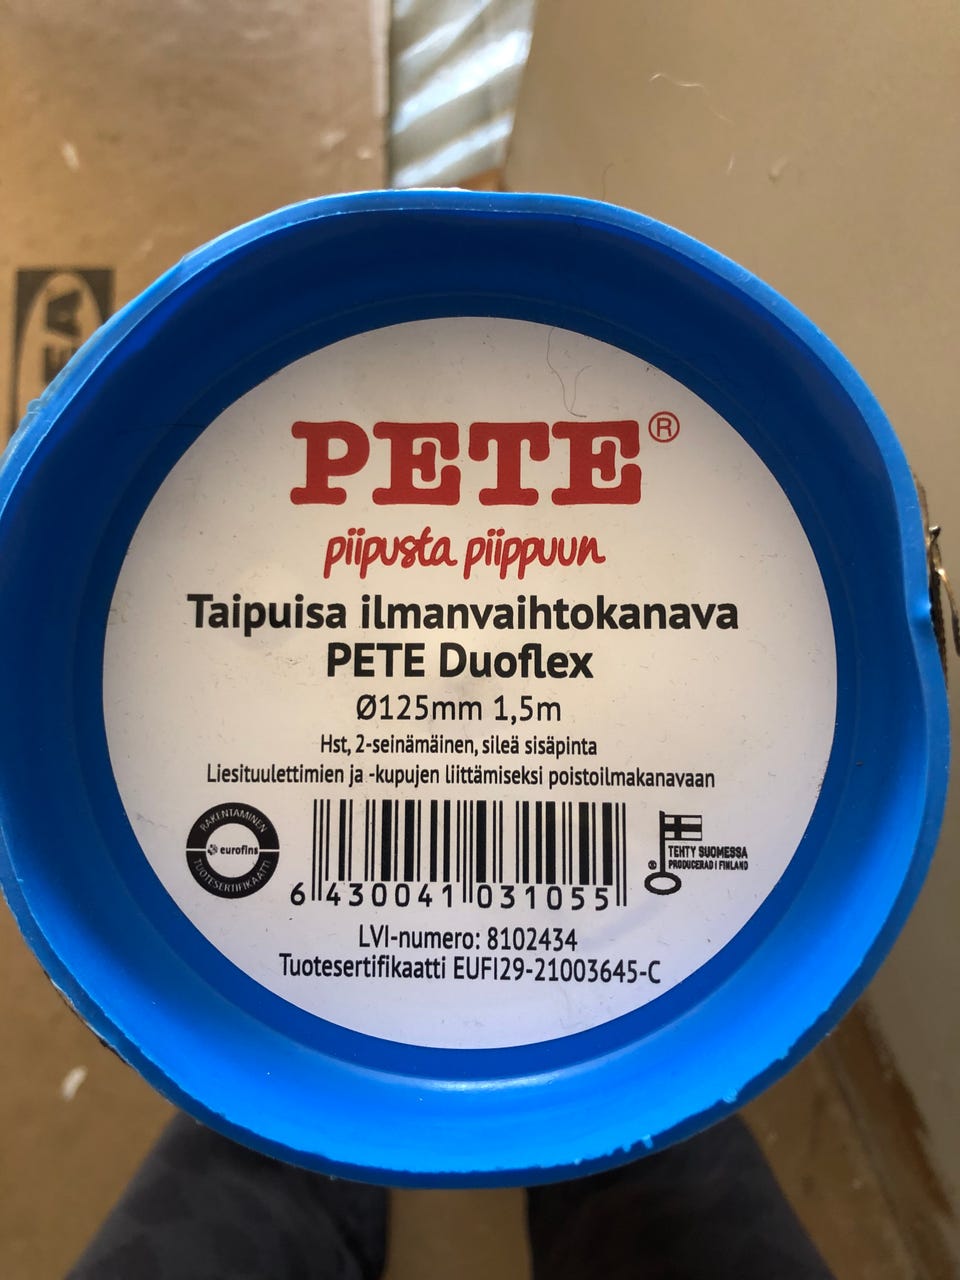 PETE®
piipusta piippuun
Taipuisa ilmanvaihtokanava
PETE Duoflex
Ø125mm 1,5m
Hst, 2-seinämäinen, sileä sisäpinta
Liesituulettimien ja -kupujen liittämiseksi poistoilmakanavaan
RAKENTAMINEN
eurofins
TUOTESERTIFIKAATTI
6 430041 031055
TEHTY SUOMESSA
® PRODUCERAD I FINLAND
LVI-numero: 8102434
Tuotesertifikaatti EUFI29-21003645-C